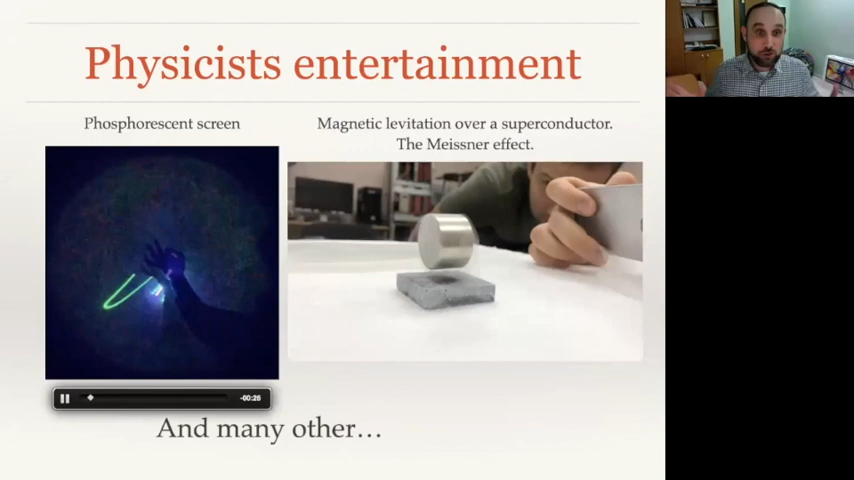 Physicists entertainment
Phosphorescent screen
Magnetic levitation over a superconductor.
The Meissner effect.
-00:26
And many other…